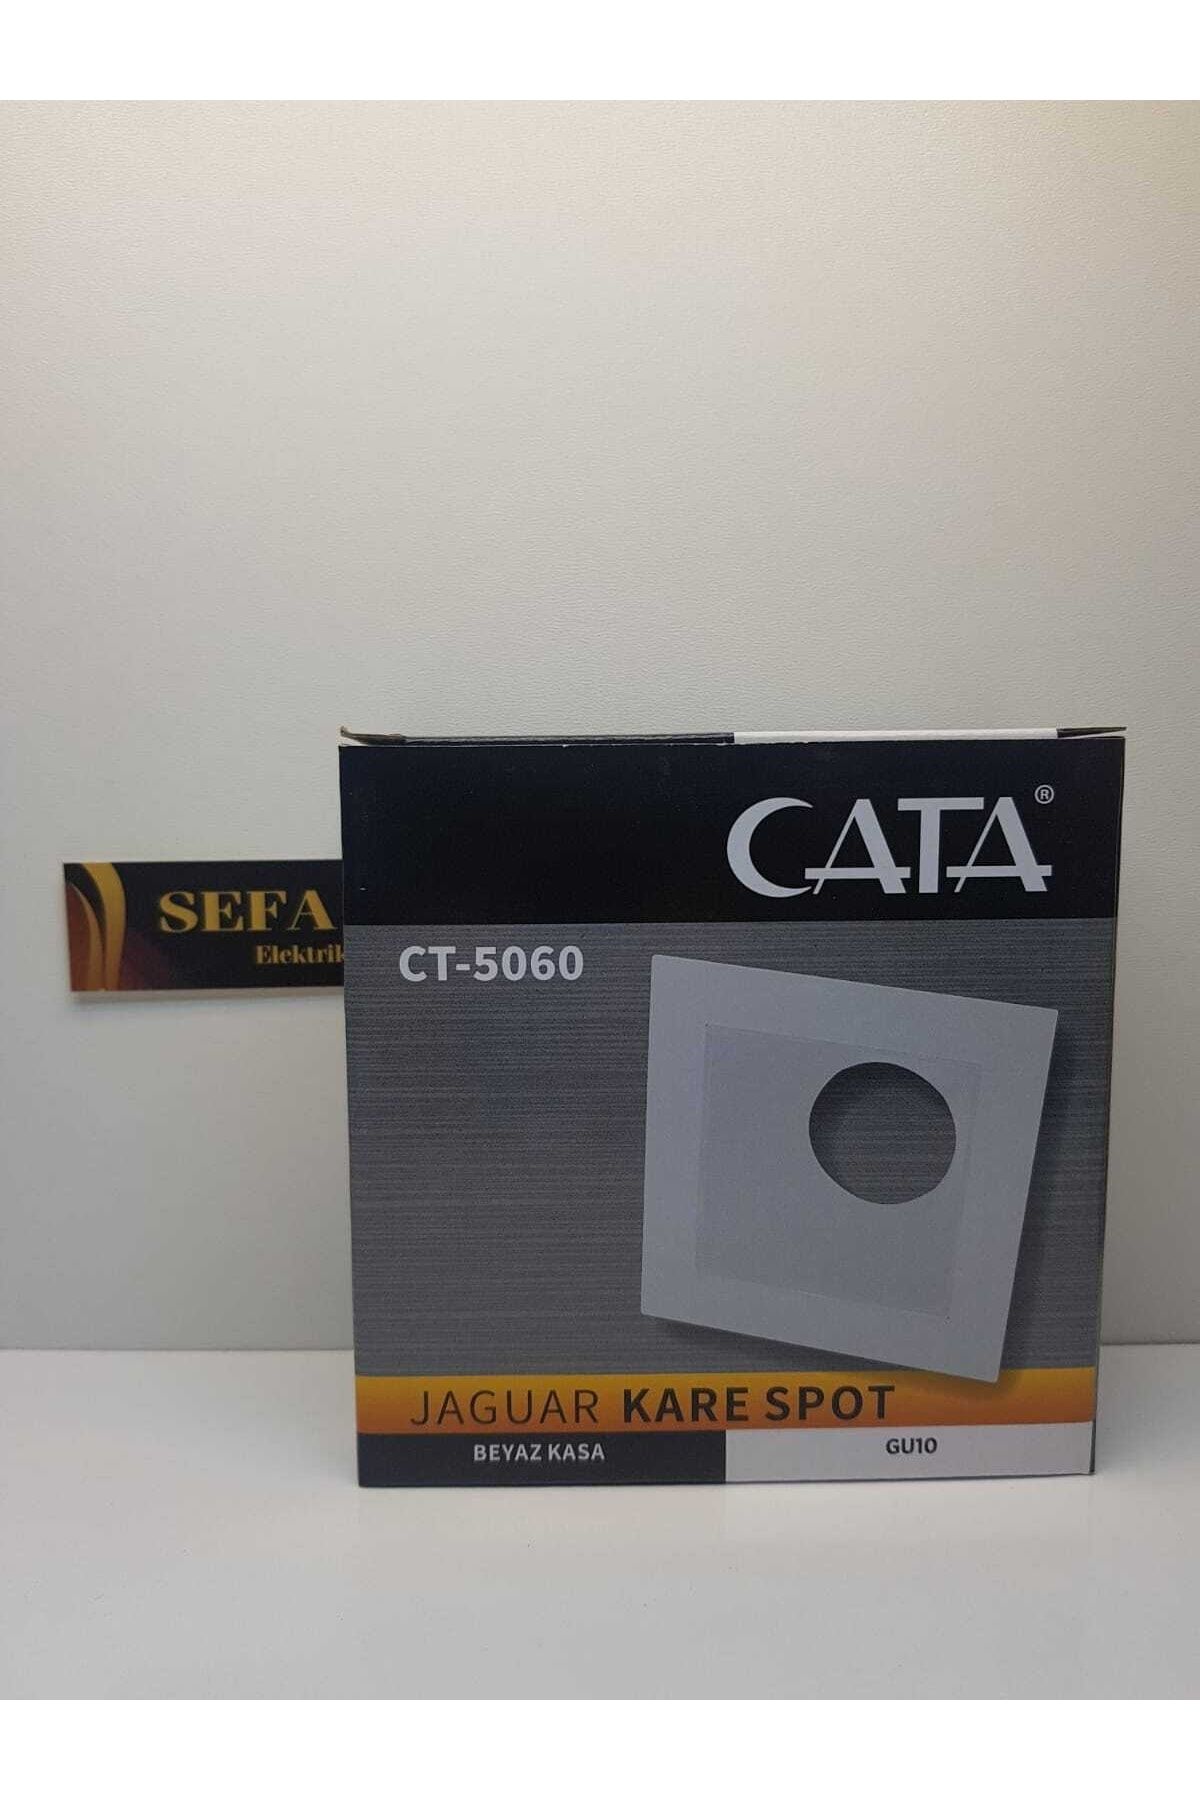 CATA®
SEFA
Elektrik
CT-5060
JAGUAR KARE SPOT
BEYAZ KASA
GU10